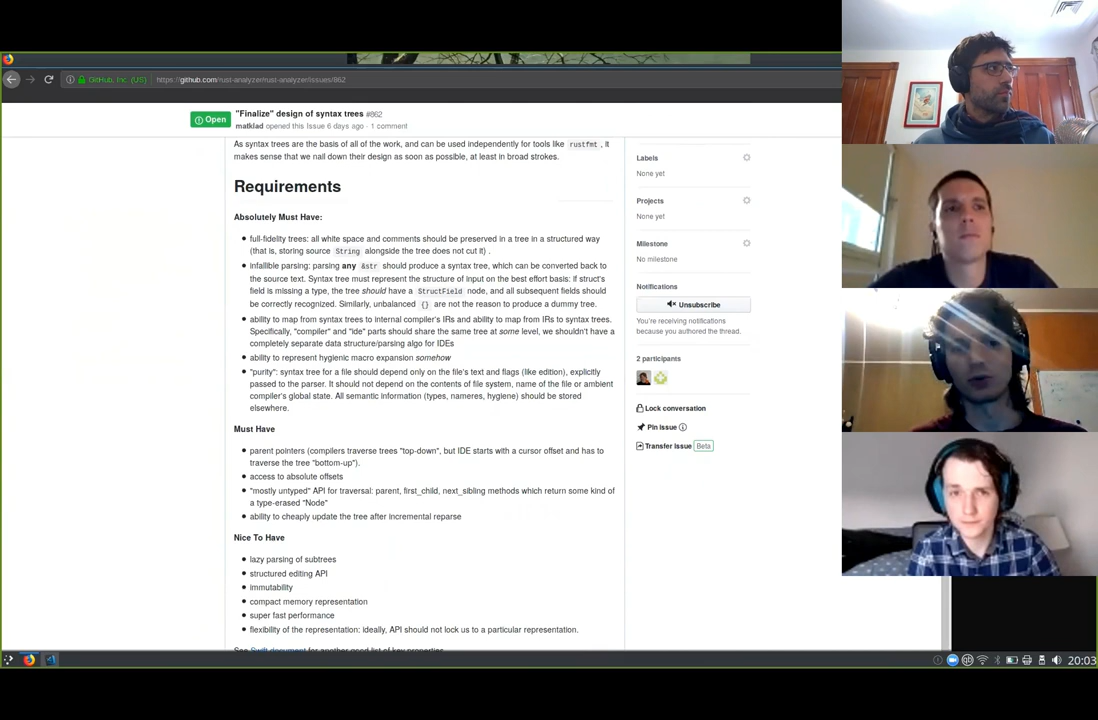 GitHub, Inc. (US) https://github.com/rust-analyzer/rust-analyzer/issues/862
Open
"Finalize" design of syntax trees #862
matklad opened this issue 6 days ago · 1 comment
As syntax trees are the basis of all of the work, and can be used independently for tools like rustfmt, it
makes sense that we nail down their design as soon as possible, at least in broad strokes.
Requirements
Absolutely Must Have:
• full-fidelity trees: all white space and comments should be preserved in a tree in a structured way
(that is, storing source String alongside the tree does not cut it) .
• infallible parsing: parsing any &str should produce a syntax tree, which can be converted back to
the source text. Syntax tree must represent the structure of input on the best effort basis: if struct's
field is missing a type, the tree should have a StructField node, and all subsequent fields should
be correctly recognized. Similarly, unbalanced {} are not the reason to produce a dummy tree.
• ability to map from syntax trees to internal compiler's IRs and ability to map from IRs to syntax trees.
Specifically, "compiler" and "ide" parts should share the same tree at some level, we shouldn't have a
completely separate data structure/parsing algo for IDEs
• ability to represent hygienic macro expansion somehow
• "purity": syntax tree for a file should depend only on the file's text and flags (like edition), explicitly
passed to the parser. It should not depend on the contents of file system, name of the file or ambient
compiler's global state. All semantic information (types, nameres, hygiene) should be stored
elsewhere.
Must Have
• parent pointers (compilers traverse trees "top-down", but IDE starts with a cursor offset and has to
traverse the tree "bottom-up").
• access to absolute offsets
• "mostly untyped" API for traversal: parent, first_child, next_sibling methods which return some kind of
a type-erased "Node"
• ability to cheaply update the tree after incremental reparse
Nice To Have
• lazy parsing of subtrees
• structured editing API
• immutability
• compact memory representation
• super fast performance
• flexibility of the representation: ideally, API should not lock us to a particular representation.
See Swift document for another good list of key properties
Labels
None yet
Projects
None yet
Milestone
No milestone
Notifications
Unsubscribe
You're receiving notifications
because you authored the thread.
2 participants
Lock conversation
Pin issue
Transfer issue Beta
20:03